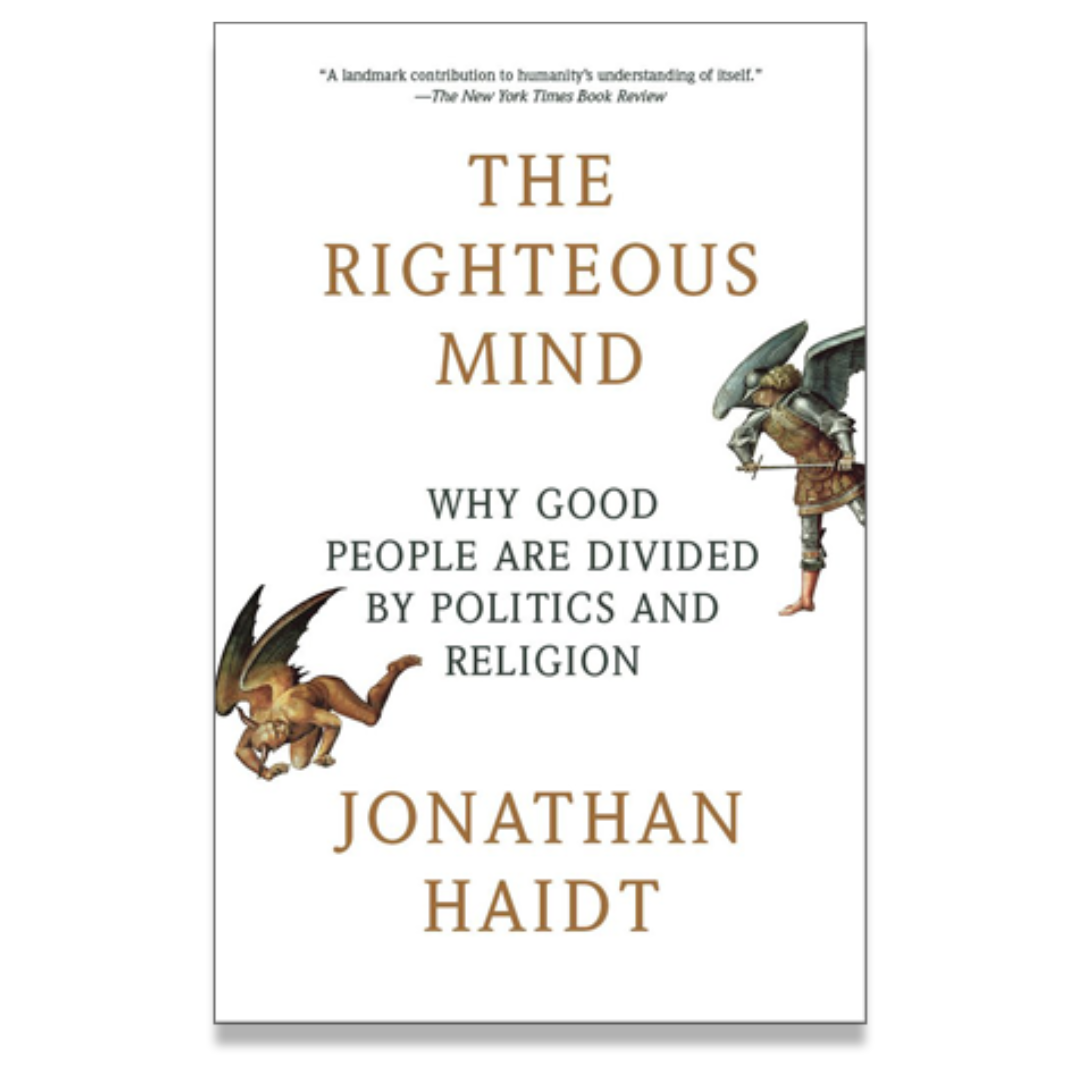 “A landmark contribution to humanity’s understanding of itself.”
—The New York Times Book Review
THE
RIGHTEOUS
MIND
WHY GOOD
PEOPLE ARE DIVIDED
BY POLITICS AND
RELIGION
JONATHAN
HAIDT